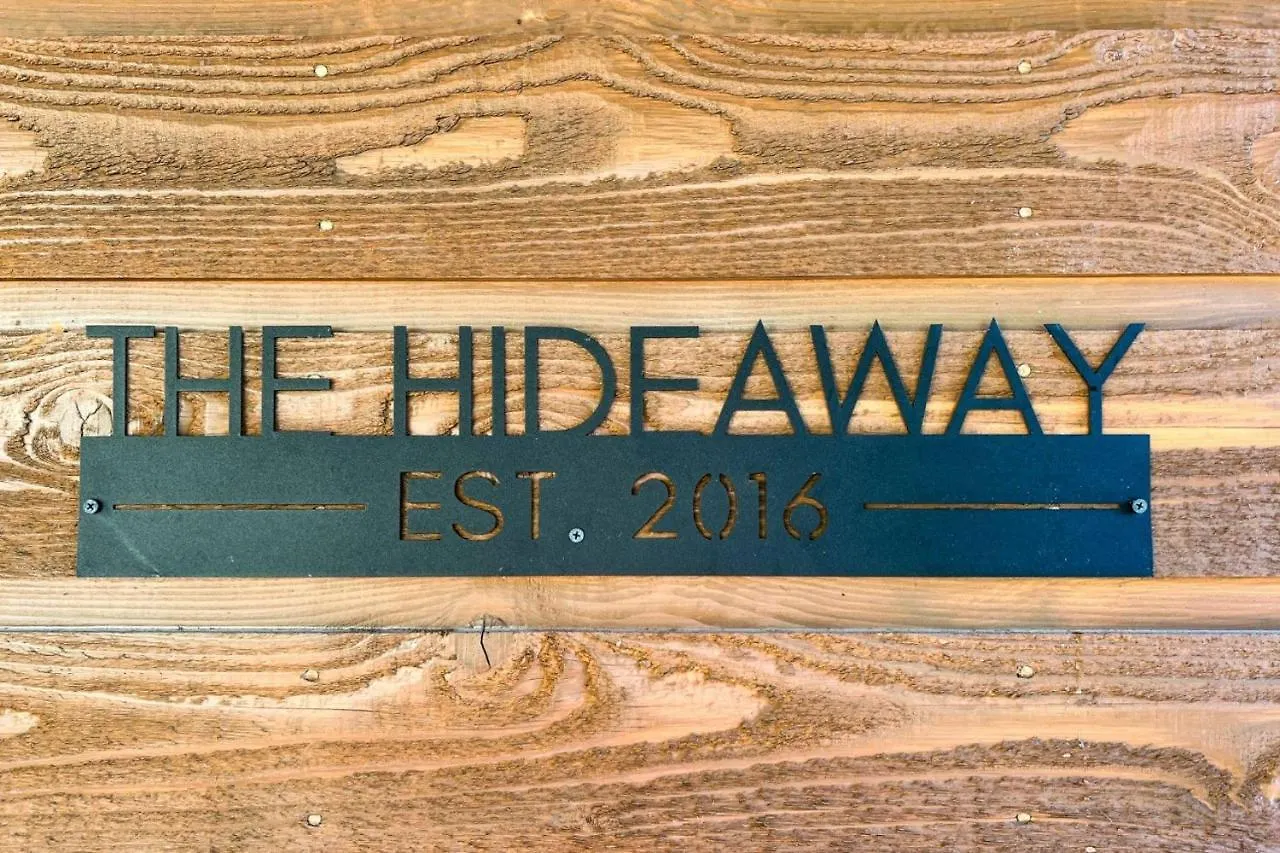 THE HIDEAWAY
EST. 2016